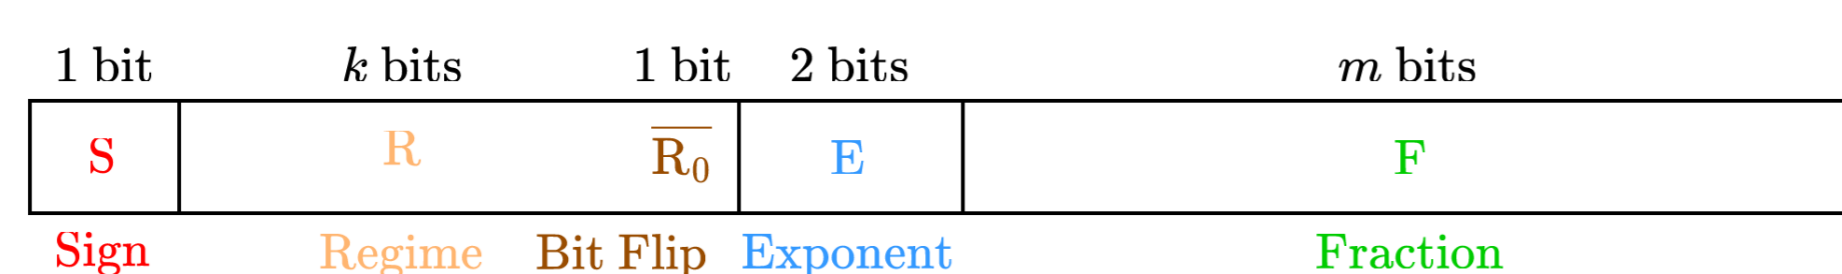 1 bit k bits 1 bit 2 bits m bits
S R R̅₀ E F
Sign Regime Bit Flip Exponent Fraction